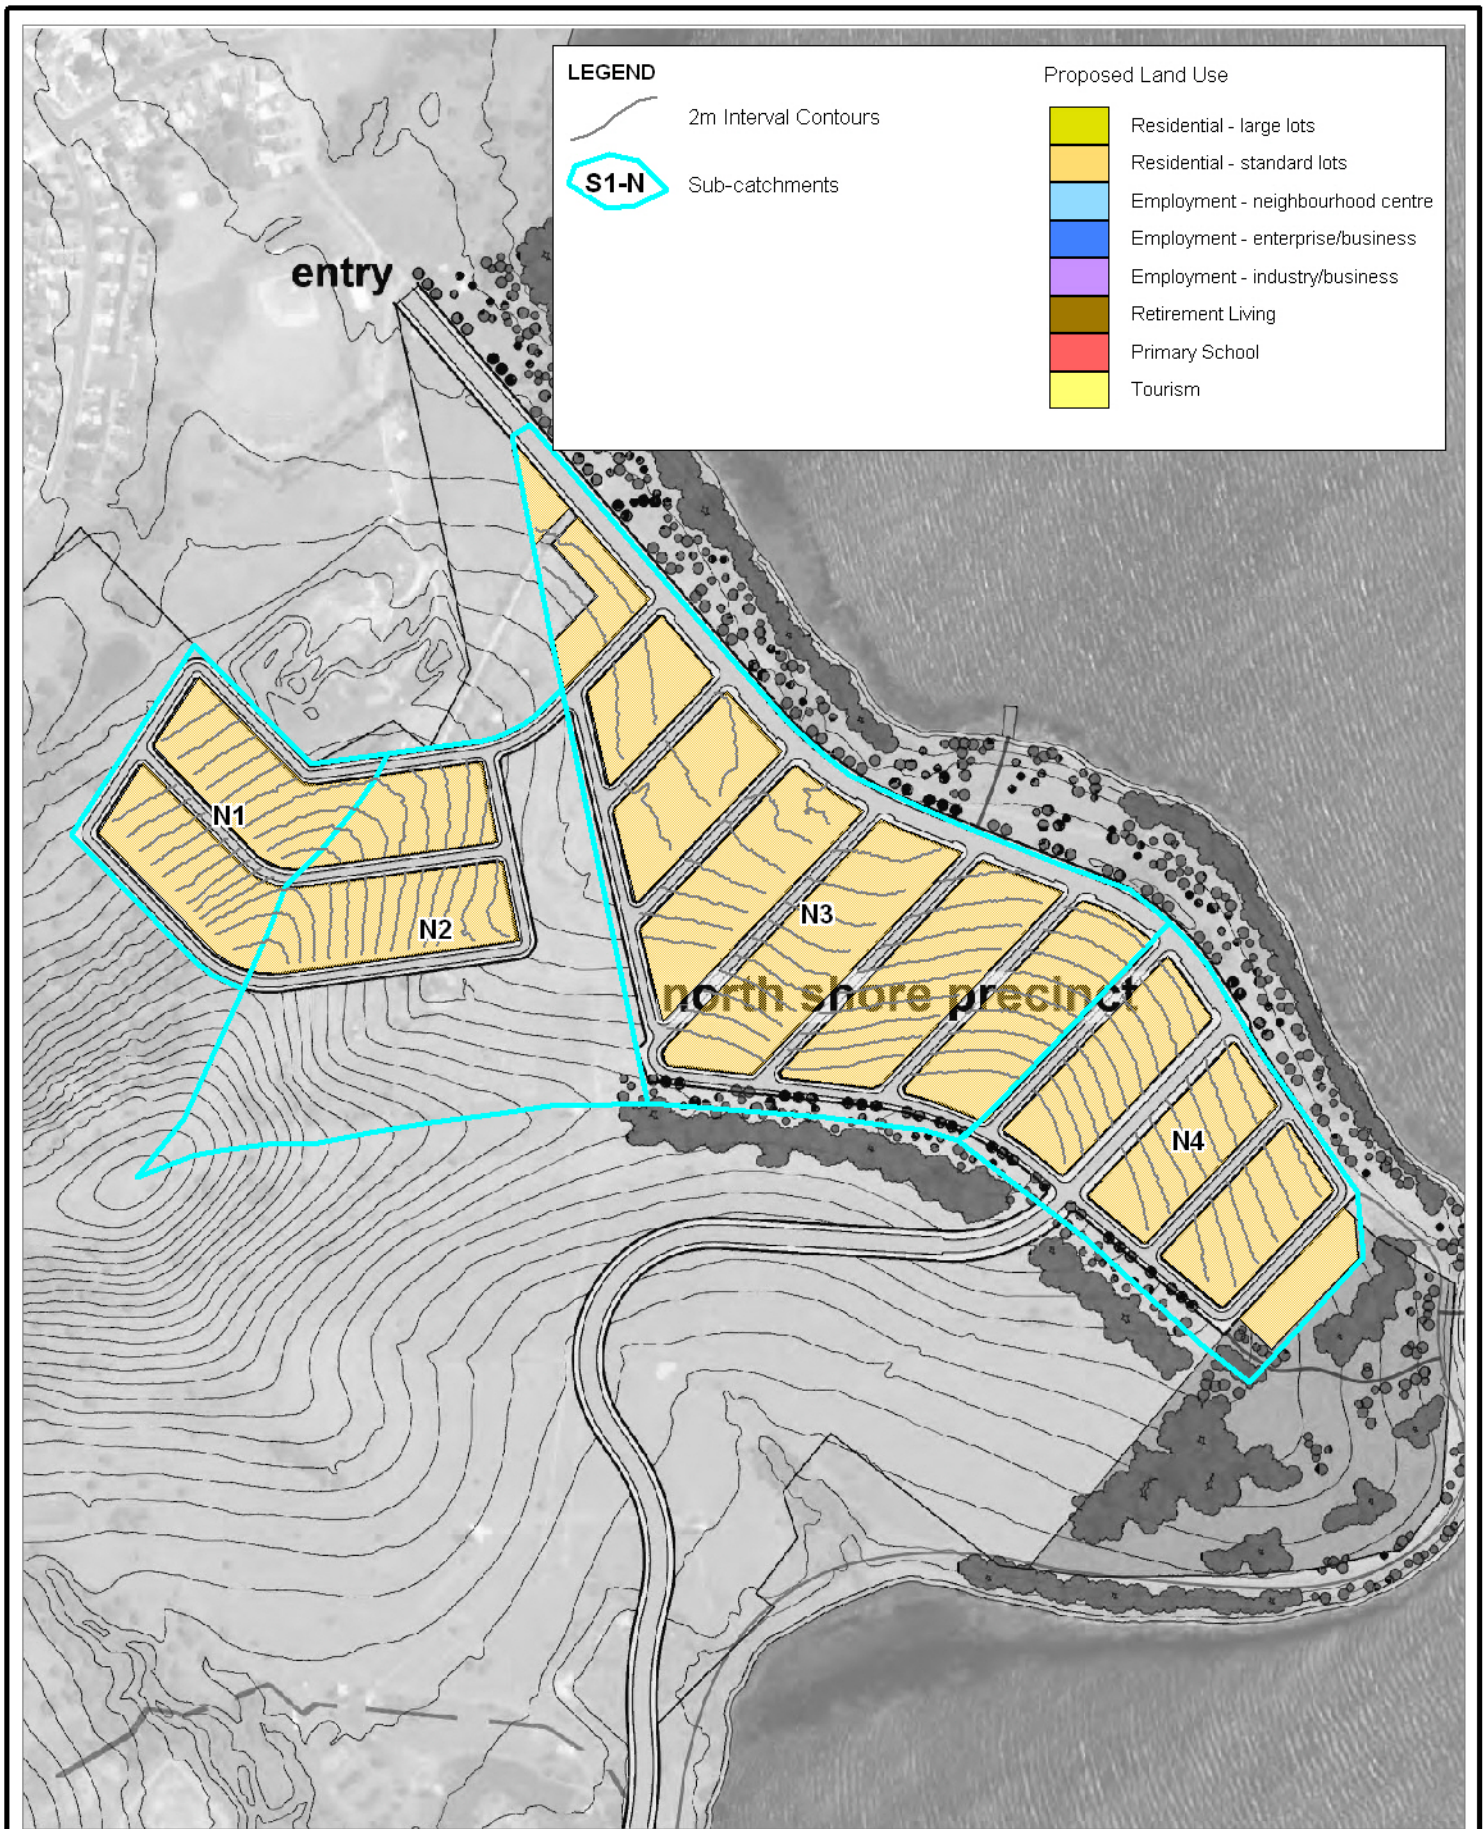 LEGEND
2m Interval Contours
S1-N
Sub-catchments
Proposed Land Use
Residential - large lots
Residential - standard lots
Employment - neighbourhood centre
Employment - enterprise/business
Employment - industry/business
Retirement Living
Primary School
Tourism
entry
N1
N2
N3
north shore precinct
N4